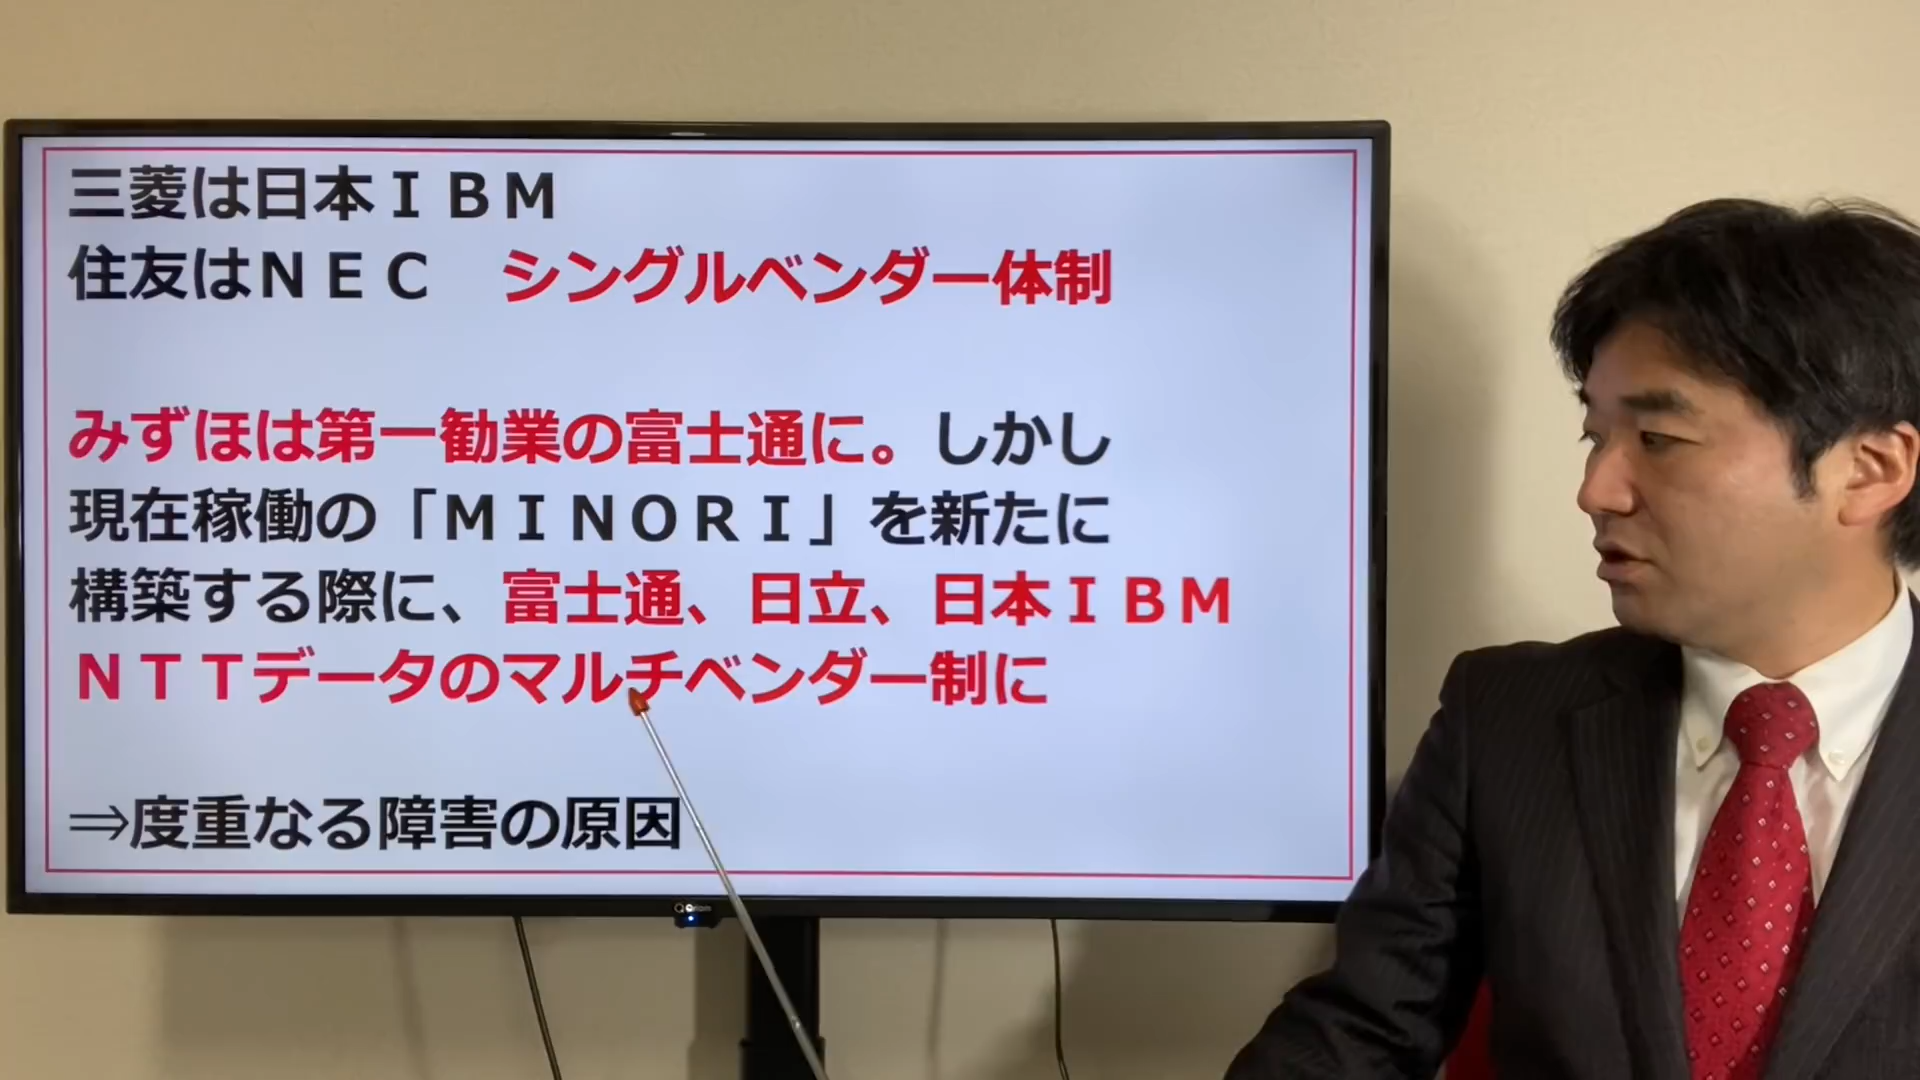 三菱は日本ＩＢＭ
住友はＮＥＣ　シングルベンダー体制
みずほは第一勧業の富士通に。しかし
現在稼働の「ＭＩＮＯＲＩ」を新たに
構築する際に、富士通、日立、日本ＩＢＭ
ＮＴＴデータのマルチベンダー制に
⇒度重なる障害の原因